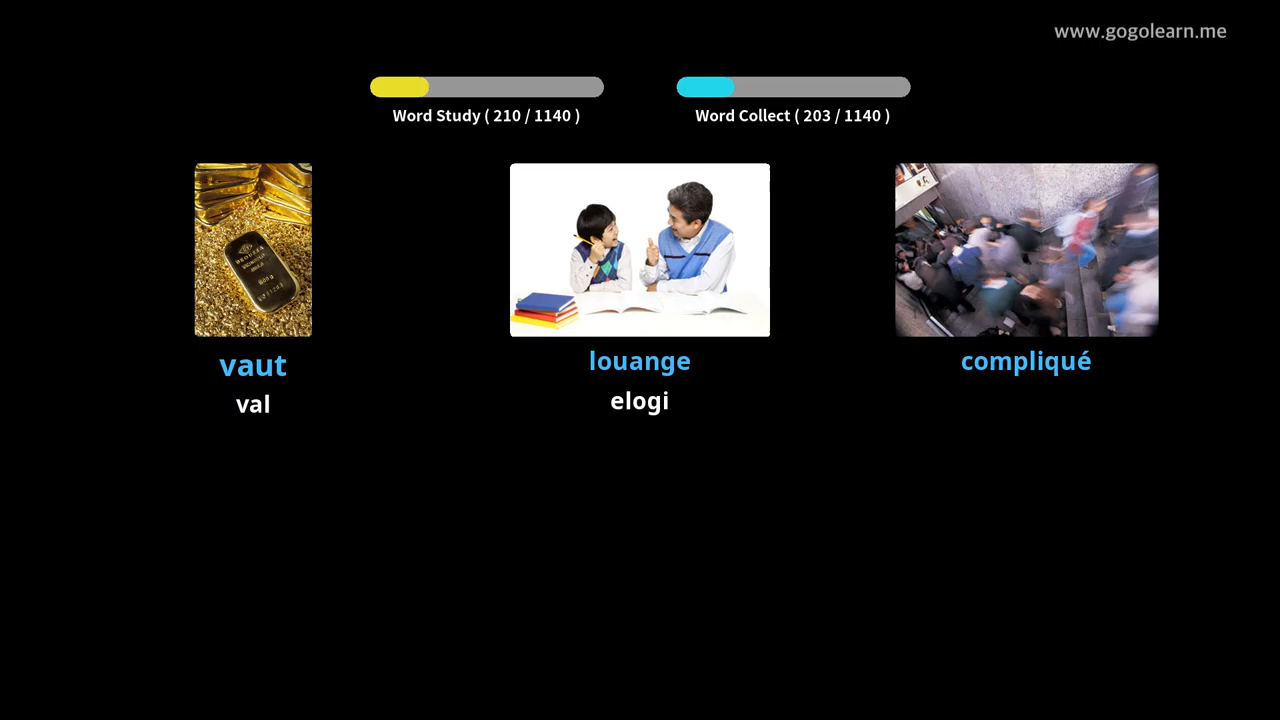 www.gogolearn.me
Word Study ( 210 / 1140 )
Word Collect ( 203 / 1140 )
vaut
louange
compliqué
val
elogi